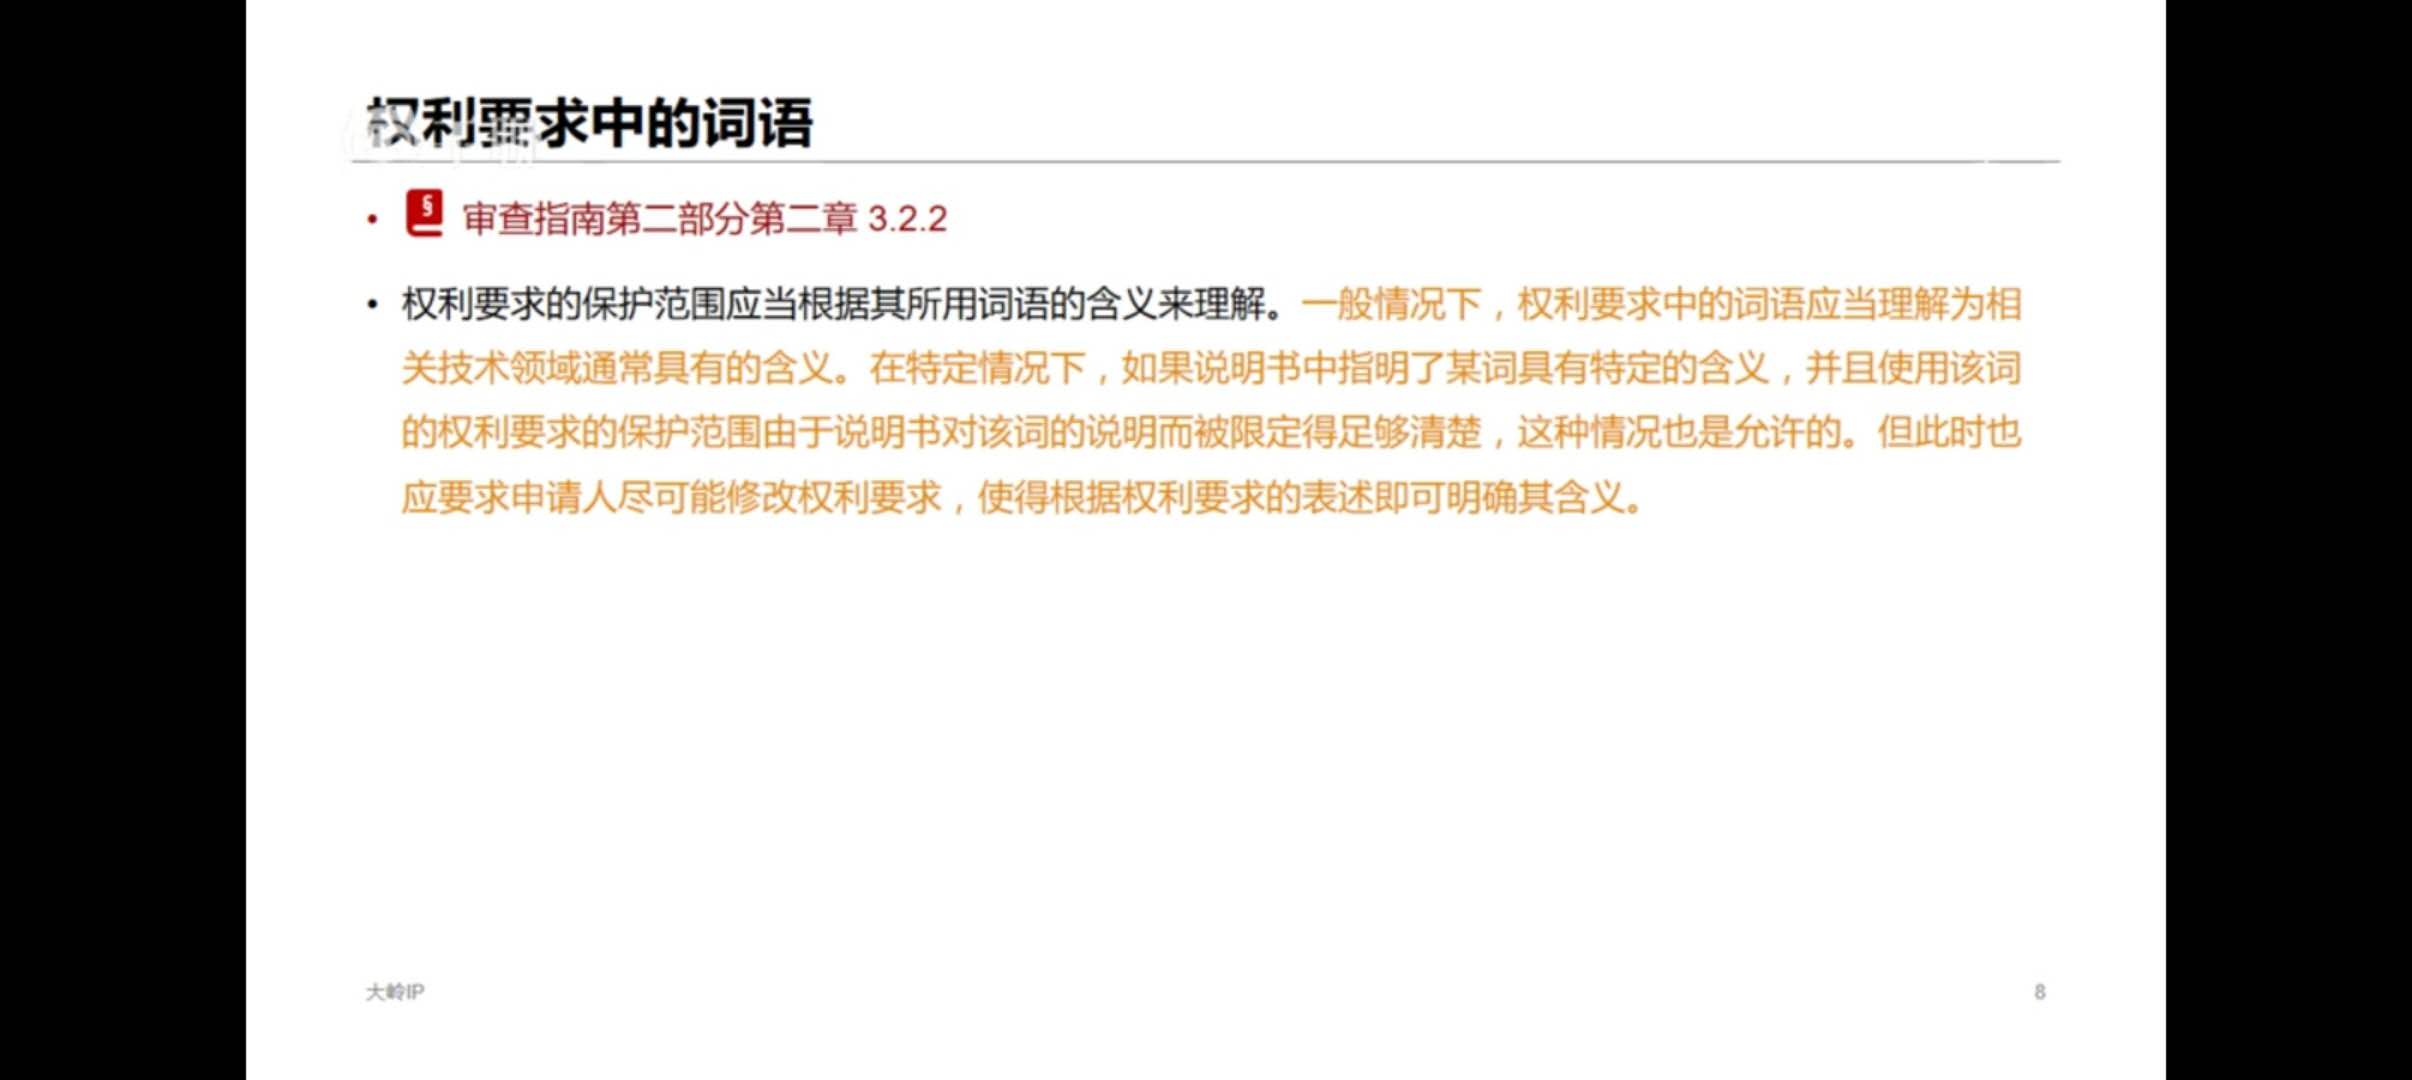 权利要求中的词语
• § 审查指南第二部分第二章 3.2.2
• 权利要求的保护范围应当根据其所用词语的含义来理解。一般情况下，权利要求中的词语应当理解为相
关技术领域通常具有的含义。在特定情况下，如果说明书中指明了某词具有特定的含义，并且使用该词
的权利要求的保护范围由于说明书对该词的说明而被限定得足够清楚，这种情况也是允许的。但此时也
应要求申请人尽可能修改权利要求，使得根据权利要求的表述即可明确其含义。
大岭IP
8